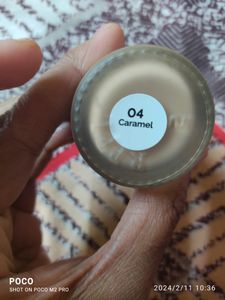 04
Caramel
POCO
SHOT ON POCO M2 PRO
2024/2/11 10:36